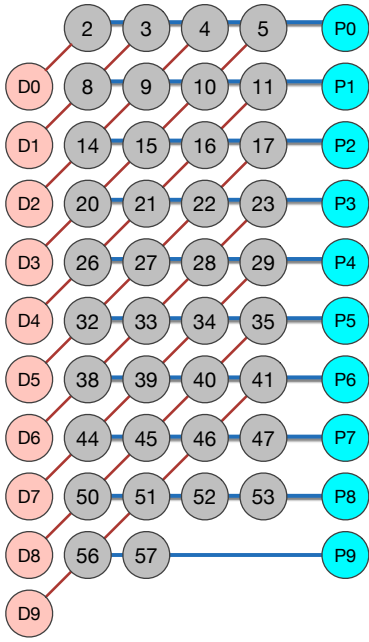 2 3 4 5 P0
D0 8 9 10 11 P1
D1 14 15 16 17 P2
D2 20 21 22 23 P3
D3 26 27 28 29 P4
D4 32 33 34 35 P5
D5 38 39 40 41 P6
D6 44 45 46 47 P7
D7 50 51 52 53 P8
D8 56 57 P9
D9